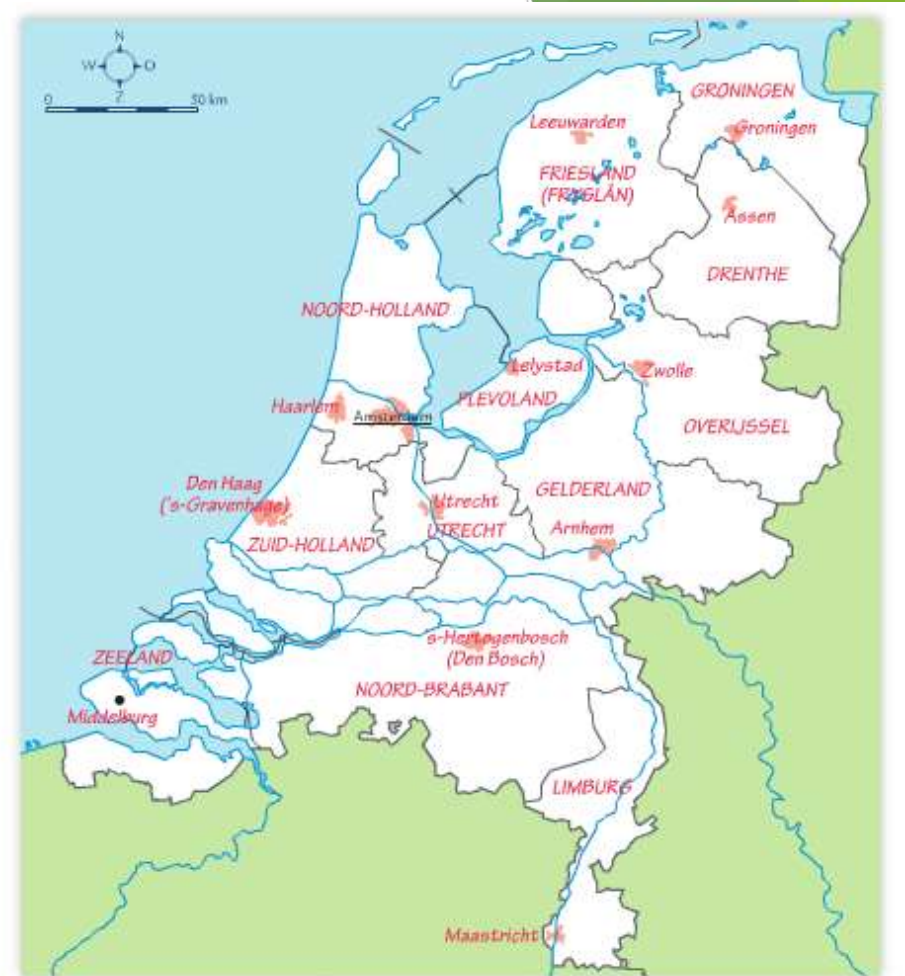 N
W
O
Z
0
30 km
GRONINGEN
Leeuwarden
Groningen
FRIESLAND
(FRYSLÂN)
Assen
DRENTHE
NOORD-HOLLAND
Lelystad
Zwolle
FLEVOLAND
Haarlem
Amsterdam
OVERIJSSEL
Den Haag
('s-Gravenhage)
GELDERLAND
Utrecht
UTRECHT
Arnhem
ZUID-HOLLAND
s-Hertogenbosch
(Den Bosch)
ZEELAND
NOORD-BRABANT
Middelburg
LIMBURG
Maastricht